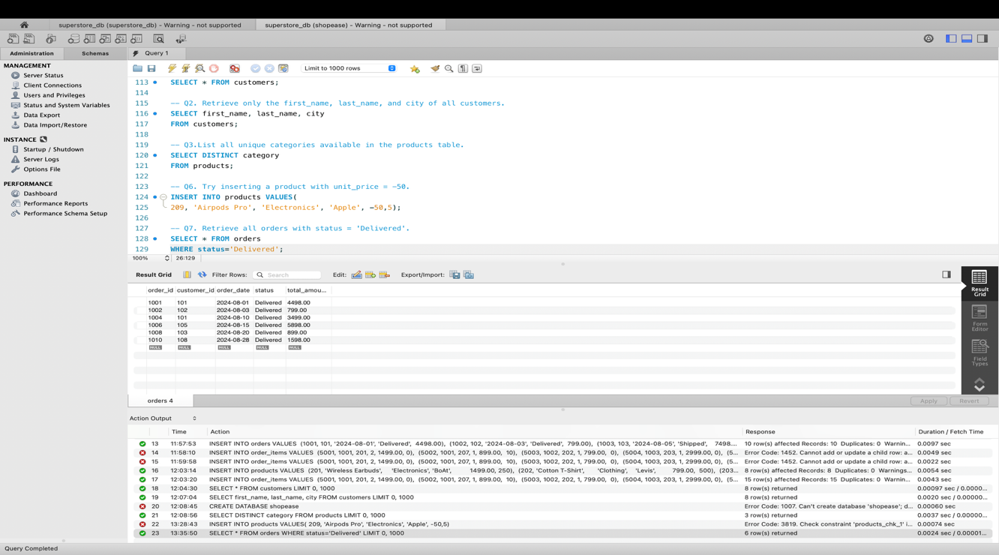 superstore_db (superstore_db) - Warning - not supported
superstore_db (shopease) - Warning - not supported
Administration
Schemas
Query 1
MANAGEMENT
Server Status
Client Connections
Users and Privileges
Status and System Variables
Data Export
Data Import/Restore
INSTANCE
Startup / Shutdown
Server Logs
Options File
PERFORMANCE
Dashboard
Performance Reports
Performance Schema Setup
Limit to 1000 rows
113 SELECT * FROM customers;
114
115 -- Q2. Retrieve only the first_name, last_name, and city of all customers.
116 SELECT first_name, last_name, city
117 FROM customers;
118
119 -- Q3.List all unique categories available in the products table.
120 SELECT DISTINCT category
121 FROM products;
122
123 -- Q6. Try inserting a product with unit_price = -50.
124 INSERT INTO products VALUES(
125 209, 'Airpods Pro', 'Electronics', 'Apple', -50,5);
126
127 -- Q7. Retrieve all orders with status = 'Delivered'.
128 SELECT * FROM orders
129 WHERE status='Delivered';
100% 26:129
Result Grid Filter Rows: Search Edit: Export/Import:
order_id customer_id order_date status total_amou...
1001 101 2024-08-01 Delivered 4498.00
1002 102 2024-08-03 Delivered 799.00
1004 101 2024-08-10 Delivered 3499.00
1006 105 2024-08-15 Delivered 5898.00
1008 103 2024-08-20 Delivered 899.00
1010 108 2024-08-28 Delivered 1598.00
NULL NULL NULL NULL NULL
Result
Grid
Form
Editor
Field
Types
orders 4
Apply
Revert
Action Output
Time Action Response Duration / Fetch Time
13 11:57:53 INSERT INTO orders VALUES (1001, 101, '2024-08-01', 'Delivered', 4498.00), (1002, 102, '2024-08-03', 'Delivered', 799.00), (1003, 103, '2024-08-05', 'Shipped', 7498.... 10 row(s) affected Records: 10 Duplicates: 0 Warnin... 0.0097 sec
14 11:58:10 INSERT INTO order_items VALUES (5001, 1001, 201, 2, 1499.00, 0), (5002, 1001, 207, 1, 899.00, 10), (5003, 1002, 202, 1, 799.00, 0), (5004, 1003, 203, 1, 2999.00, 0), (5... Error Code: 1452. Cannot add or update a child row: a... 0.0049 sec
15 11:59:58 INSERT INTO order_items VALUES (5001, 1001, 201, 2, 1499.00, 0), (5002, 1001, 207, 1, 899.00, 10), (5003, 1002, 202, 1, 799.00, 0), (5004, 1003, 203, 1, 2999.00, 0), (5... Error Code: 1452. Cannot add or update a child row: a... 0.0022 sec
16 12:03:14 INSERT INTO products VALUES (201, 'Wireless Earbuds', 'Electronics', 'BoAt', 1499.00, 250), (202, 'Cotton T-Shirt', 'Clothing', 'Levis', 799.00, 500), (203... 8 row(s) affected Records: 8 Duplicates: 0 Warnings:... 0.0054 sec
17 12:03:20 INSERT INTO order_items VALUES (5001, 1001, 201, 2, 1499.00, 0), (5002, 1001, 207, 1, 899.00, 10), (5003, 1002, 202, 1, 799.00, 0), (5004, 1003, 203, 1, 2999.00, 0), (5... 15 row(s) affected Records: 15 Duplicates: 0 Warnin... 0.0043 sec
18 12:04:30 SELECT * FROM customers LIMIT 0, 1000 8 row(s) returned 0.00097 sec / 0.0000...
19 12:07:04 SELECT first_name, last_name, city FROM customers LIMIT 0, 1000 8 row(s) returned 0.0020 sec / 0.00000...
20 12:08:45 CREATE DATABASE shopease Error Code: 1007. Can't create database 'shopease'; d... 0.00060 sec
21 12:08:56 SELECT DISTINCT category FROM products LIMIT 0, 1000 3 row(s) returned 0.0037 sec / 0.00000...
22 13:28:43 INSERT INTO products VALUES( 209, 'Airpods Pro', 'Electronics', 'Apple', -50,5) Error Code: 3819. Check constraint 'products_chk_1' i... 0.00074 sec
23 13:35:50 SELECT * FROM orders WHERE status='Delivered' LIMIT 0, 1000 6 row(s) returned 0.0024 sec / 0.00001...
Query Completed